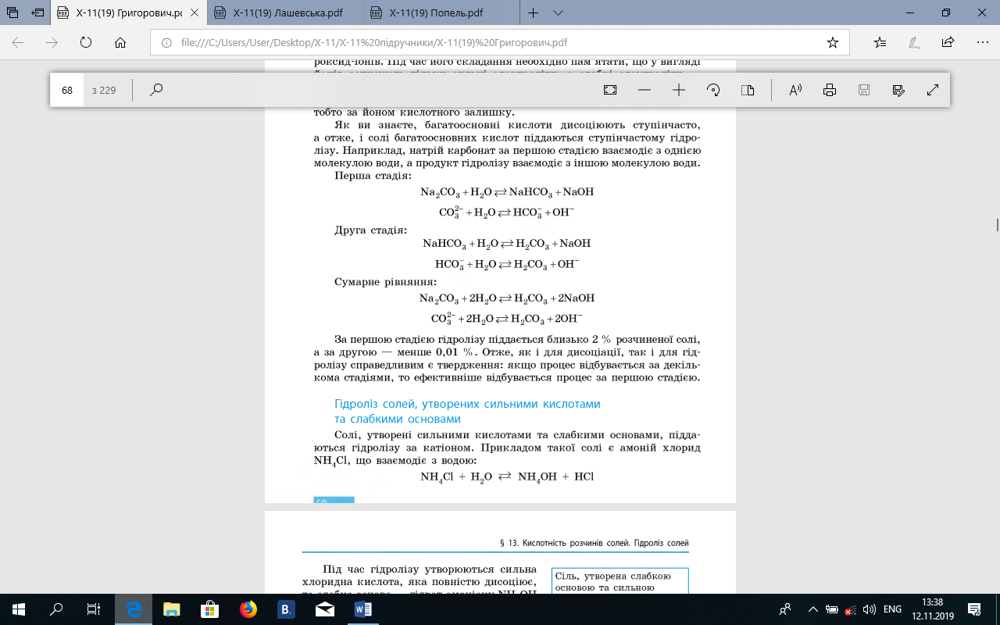 Х-11(19) Григорович.pdf
Х-11(19) Лашевська.pdf
Х-11(19) Попель.pdf
file:///C:/Users/User/Desktop/Х-11/Х-11%20підручники/Х-11(19)%20Григорович.pdf
68 з 229
роксид-іонів. Під час його складання необхідно пам'ятати, що у вигляді
тобто за йоном кислотного залишку.
Як ви знаєте, багатоосновні кислоти дисоціюють ступінчасто,
а отже, і солі багатоосновних кислот піддаються ступінчастому гідро-
лізу. Наприклад, натрій карбонат за першою стадією взаємодіє з однією
молекулою води, а продукт гідролізу взаємодіє з іншою молекулою води.
Перша стадія:
Na₂CO₃ + H₂O ⇄ NaHCO₃ + NaOH
CO₃²⁻ + H₂O ⇄ HCO₃⁻ + OH⁻
Друга стадія:
NaHCO₃ + H₂O ⇄ H₂CO₃ + NaOH
HCO₃⁻ + H₂O ⇄ H₂CO₃ + OH⁻
Сумарне рівняння:
Na₂CO₃ + 2H₂O ⇄ H₂CO₃ + 2NaOH
CO₃²⁻ + 2H₂O ⇄ H₂CO₃ + 2OH⁻
За першою стадією гідролізу піддається близько 2 % розчиненої солі,
а за другою — менше 0,01 %. Отже, як і для дисоціації, так і для гід-
ролізу справедливим є твердження: якщо процес відбувається за декіль-
кома стадіями, то ефективніше відбувається процес за першою стадією.
Гідроліз солей, утворених сильними кислотами
та слабкими основами
Солі, утворені сильними кислотами та слабкими основами, підда-
ються гідролізу за катіоном. Прикладом такої солі є амоній хлорид
NH₄Cl, що взаємодіє з водою:
NH₄Cl + H₂O ⇄ NH₄OH + HCl
§ 13. Кислотність розчинів солей. Гідроліз солей
Під час гідролізу утворюються сильна
хлоридна кислота, яка повністю дисоціює,
Сіль, утворена слабкою
основою та сильною
ENG
13:38
12.11.2019